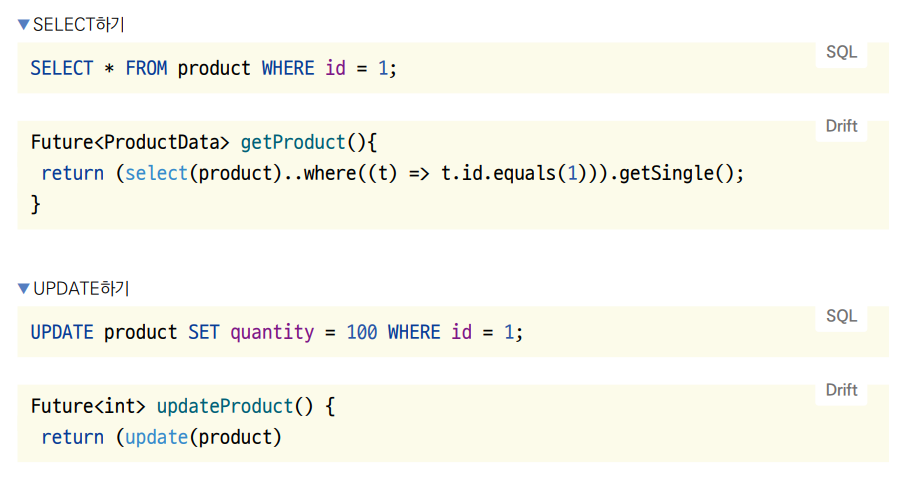 ▼SELECT하기
SQL
SELECT * FROM product WHERE id = 1;
Drift
Future<ProductData> getProduct(){
 return (select(product)..where((t) => t.id.equals(1))).getSingle();
}
▼UPDATE하기
SQL
UPDATE product SET quantity = 100 WHERE id = 1;
Drift
Future<int> updateProduct() {
 return (update(product)